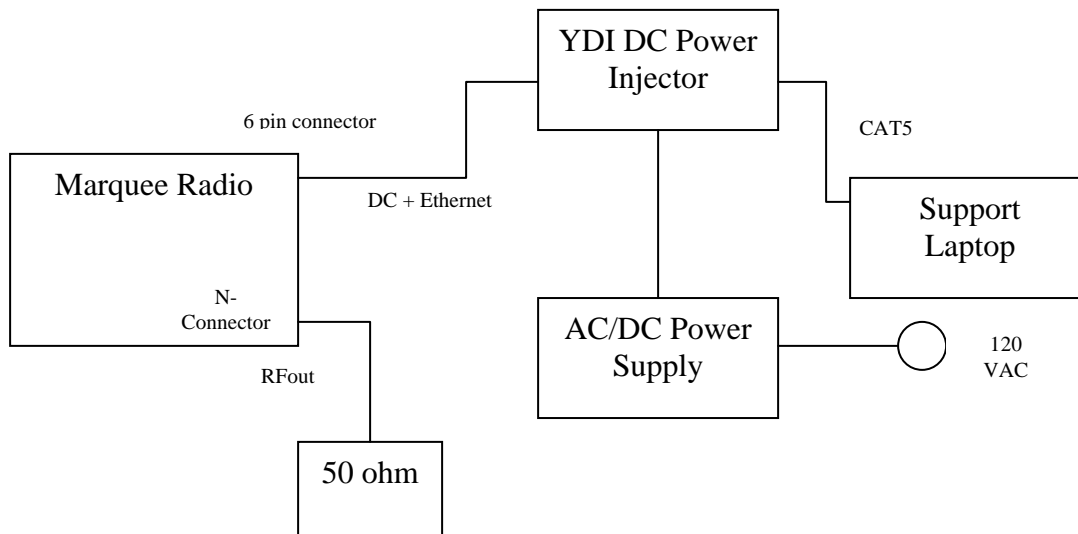 YDI DC Power
Injector
6 pin connector
CAT5
Marquee Radio
DC + Ethernet
Support
Laptop
N-
Connector
AC/DC Power
Supply
120
VAC
RFout
50 ohm